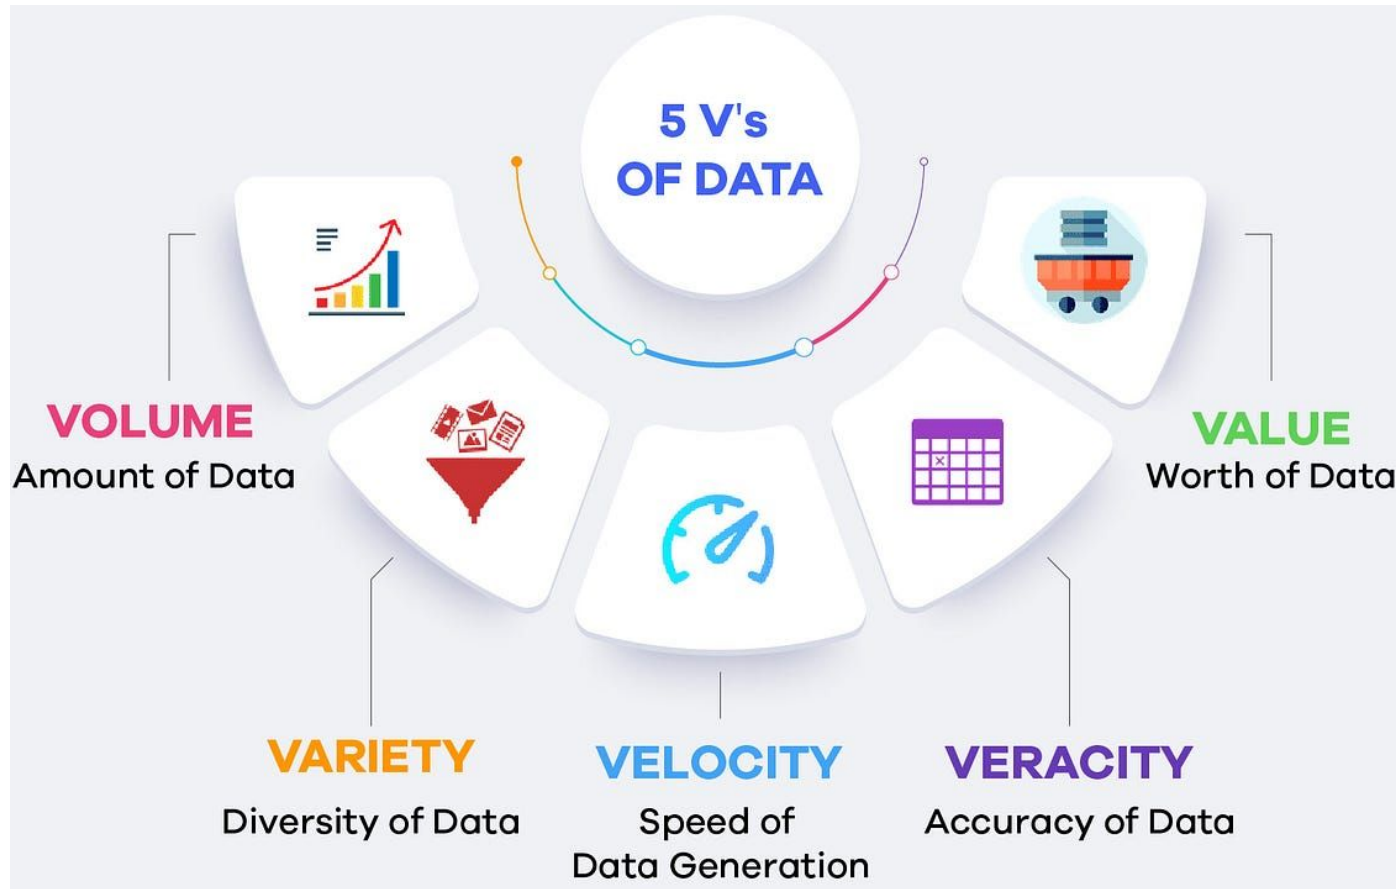 5 V's
OF DATA
VOLUME
Amount of Data
VARIETY
Diversity of Data
VELOCITY
Speed of
Data Generation
VERACITY
Accuracy of Data
VALUE
Worth of Data